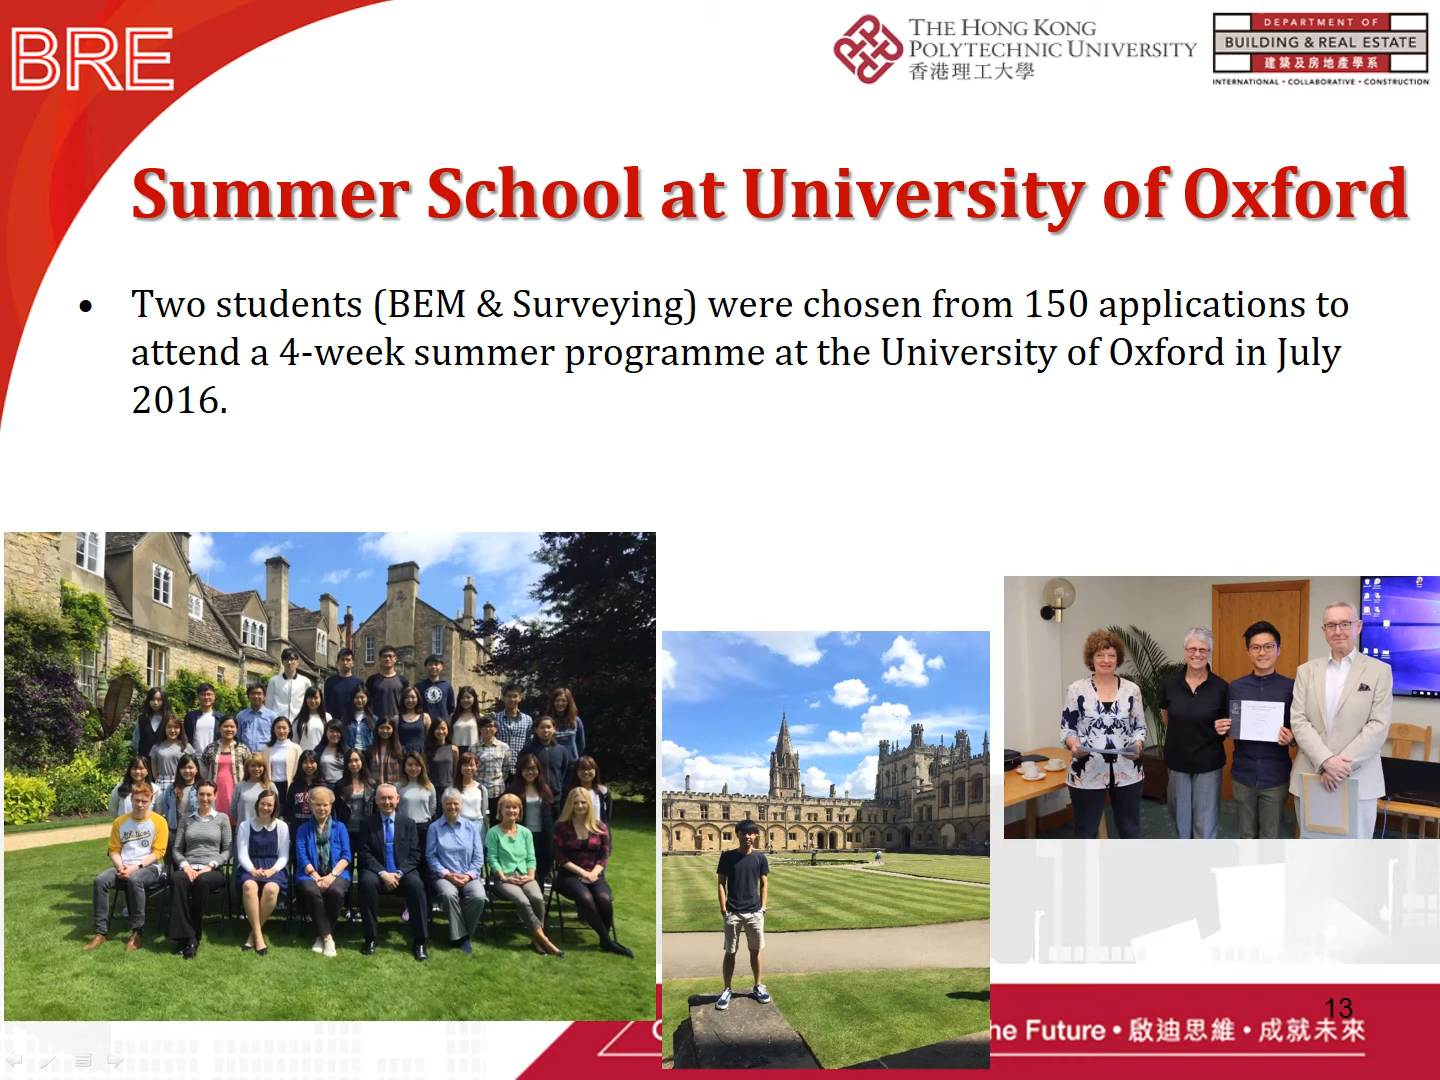 BRE
THE HONG KONG
POLYTECHNIC UNIVERSITY
香港理工大學
DEPARTMENT OF
BUILDING & REAL ESTATE
建築及房地產學系
INTERNATIONAL • COLLABORATIVE • CONSTRUCTION
Summer School at University of Oxford
• Two students (BEM & Surveying) were chosen from 150 applications to
attend a 4-week summer programme at the University of Oxford in July
2016.
13
he Future • 啟迪思維 • 成就未來